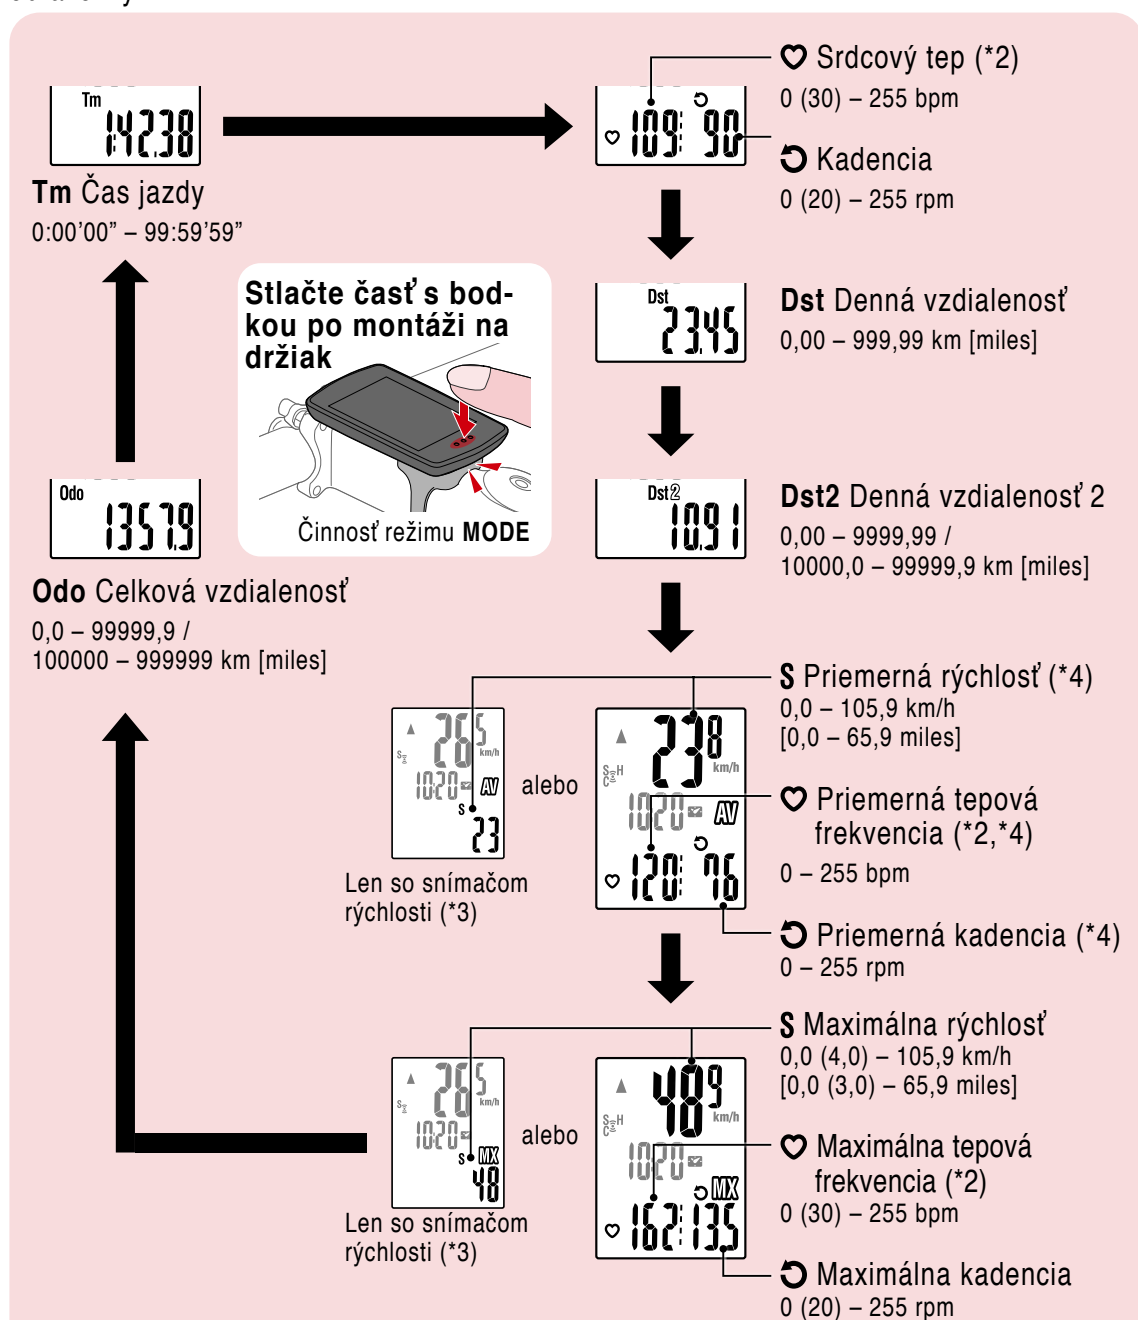 Tm
1:42.38
Tm Čas jazdy
0:00’00” – 99:59’59”
109 90
Srdcový tep (*2)
0 (30) – 255 bpm
Kadencia
0 (20) – 255 rpm
Stlačte časť s bod-
kou po montáži na
držiak
Činnosť režimu MODE
Dst
23.45
Dst Denná vzdialenosť
0,00 – 999,99 km [miles]
Dst2
10.91
Dst2 Denná vzdialenosť 2
0,00 – 9999,99 /
10000,0 – 99999,9 km [miles]
Odo
1357.9
Odo Celková vzdialenosť
0,0 – 99999,9 /
100000 – 999999 km [miles]
26.5
km/h
S
10:20
AV
S
23
Len so snímačom
rýchlosti (*3)
alebo
23.8
km/h
S H
C
10:20
AV
120 76
S Priemerná rýchlosť (*4)
0,0 – 105,9 km/h
[0,0 – 65,9 miles]
Priemerná tepová
frekvencia (*2,*4)
0 – 255 bpm
Priemerná kadencia (*4)
0 – 255 rpm
26.5
km/h
S
10:20
S MX
48
Len so snímačom
rýchlosti (*3)
alebo
48.9
km/h
S H
C
10:20
MX
162 135
S Maximálna rýchlosť
0,0 (4,0) – 105,9 km/h
[0,0 (3,0) – 65,9 miles]
Maximálna tepová
frekvencia (*2)
0 (30) – 255 bpm
Maximálna kadencia
0 (20) – 255 rpm